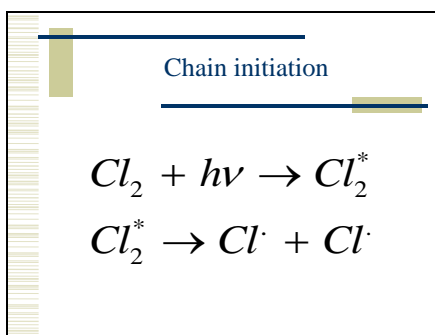 Chain initiation
Cl₂ + hν → Cl₂*
Cl₂* → Cl· + Cl·